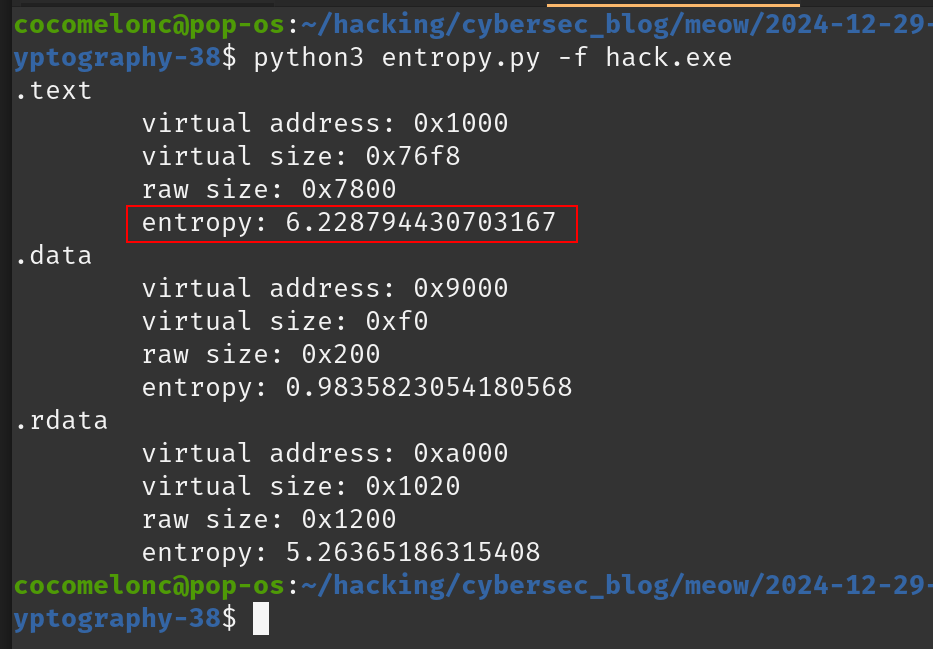 cocomelonc@pop-os:~/hacking/cybersec_blog/meow/2024-12-29-
yptography-38$ python3 entropy.py -f hack.exe
.text
virtual address: 0x1000
virtual size: 0x76f8
raw size: 0x7800
entropy: 6.228794430703167
.data
virtual address: 0x9000
virtual size: 0xf0
raw size: 0x200
entropy: 0.9835823054180568
.rdata
virtual address: 0xa000
virtual size: 0x1020
raw size: 0x1200
entropy: 5.26365186315408
cocomelonc@pop-os:~/hacking/cybersec_blog/meow/2024-12-29-
yptography-38$